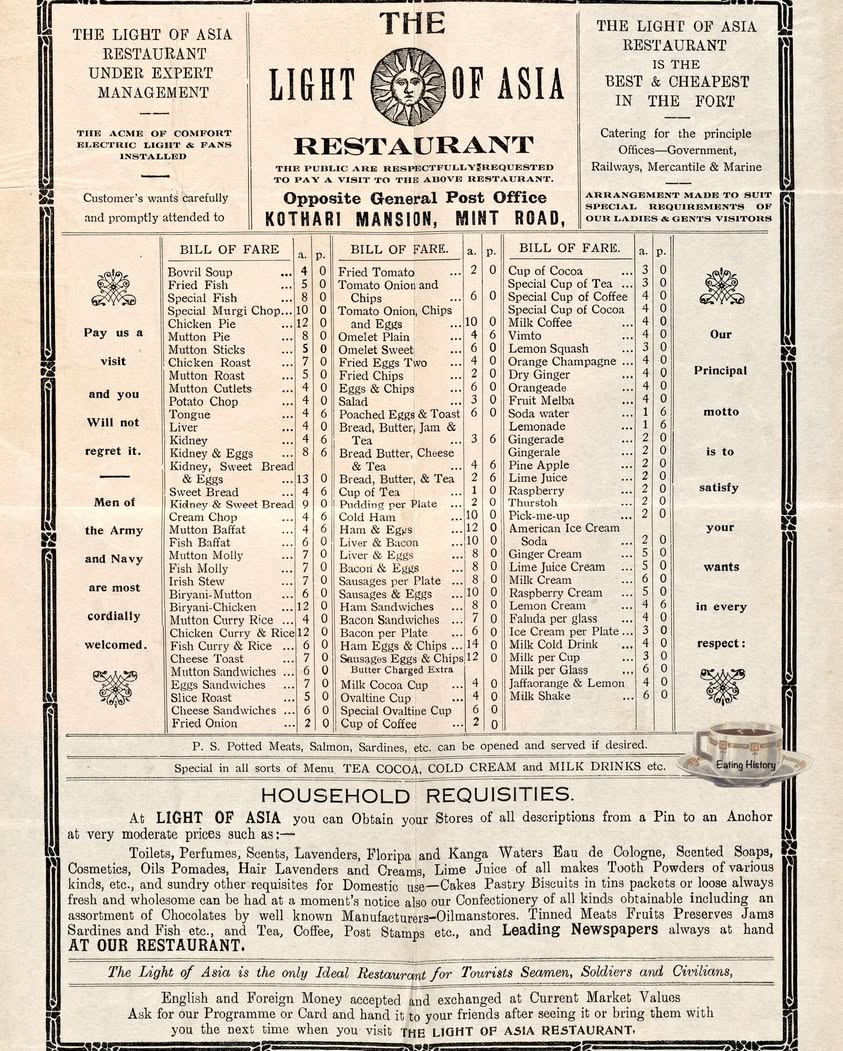 THE LIGHT OF ASIA
RESTAURANT
UNDER EXPERT
MANAGEMENT
THE ACME OF COMFORT
ELECTRIC LIGHT & FANS
INSTALLED
Customer's wants carefully
and promptly attended to
THE
LIGHT OF ASIA
RESTAURANT
THE PUBLIC ARE RESPECTFULLY REQUESTED
TO PAY A VISIT TO THE ABOVE RESTAURANT.
Opposite General Post Office
KOTHARI MANSION, MINT ROAD,
THE LIGHT OF ASIA
RESTAURANT
IS THE
BEST & CHEAPEST
IN THE FORT
Catering for the principle
Offices—Government,
Railways, Mercantile & Marine
ARRANGEMENT MADE TO SUIT
SPECIAL REQUIREMENTS OF
OUR LADIES & GENTS VISITORS
Pay us a
visit
and you
Will not
regret it.
Men of
the Army
and Navy
are most
cordially
welcomed.
BILL OF FARE a. p.
Bovril Soup ... 4 0
Fried Fish ... 5 0
Special Fish ... 8 0
Special Murgi Chop... 10 0
Chicken Pie ... 12 0
Mutton Pie ... 8 0
Mutton Sticks ... 5 0
Chicken Roast ... 7 0
Mutton Roast ... 5 0
Mutton Cutlets ... 4 0
Potato Chop ... 4 0
Tongue ... 4 6
Liver ... 4 0
Kidney ... 4 6
Kidney & Eggs ... 8 6
Kidney, Sweet Bread
& Eggs ... 13 0
Sweet Bread ... 4 6
Kidney & Sweet Bread 9 0
Cream Chop ... 4 6
Mutton Baffat ... 4 6
Fish Baffat ... 6 0
Mutton Molly ... 7 0
Fish Molly ... 7 0
Irish Stew ... 7 0
Biryani-Mutton ... 6 0
Biryani-Chicken ... 12 0
Mutton Curry Rice ... 4 0
Chicken Curry & Rice 12 0
Fish Curry & Rice ... 6 0
Cheese Toast ... 7 0
Mutton Sandwiches ... 6 0
Eggs Sandwiches ... 7 0
Slice Roast ... 5 0
Cheese Sandwiches ... 6 0
Fried Onion ... 2 0
BILL OF FARE. a. p.
Fried Tomato ... 2 0
Tomato Onion and
Chips ... 6 0
Tomato Onion, Chips
and Eggs ... 10 0
Omelet Plain ... 4 6
Omelet Sweet ... 6 0
Fried Eggs Two ... 4 0
Fried Chips ... 2 0
Eggs & Chips ... 6 0
Salad ... 3 0
Poached Eggs & Toast 6 0
Bread, Butter, Jam &
Tea ... 3 6
Bread Butter, Cheese
& Tea ... 4 6
Bread, Butter, & Tea 2 6
Cup of Tea ... 1 0
Pudding per Plate ... 2 0
Cold Ham ... 10 0
Ham & Eggs ... 12 0
Liver & Bacon ... 10 0
Liver & Eggs ... 8 0
Bacon & Eggs ... 8 0
Sausages per Plate ... 8 0
Sausages & Eggs ... 10 0
Ham Sandwiches ... 8 0
Bacon Sandwiches ... 7 0
Bacon per Plate ... 6 0
Ham Eggs & Chips ... 14 0
Sausages Eggs & Chips 12 0
Butter Charged Extra
Milk Cocoa Cup ... 4 0
Ovaltine Cup ... 4 0
Special Ovaltine Cup 6 0
Cup of Coffee ... 2 0
BILL OF FARE. a. p.
Cup of Cocoa ... 3 0
Special Cup of Tea ... 3 0
Special Cup of Coffee 4 0
Special Cup of Cocoa 4 0
Milk Coffee ... 4 0
Vimto ... 4 0
Lemon Squash ... 3 0
Orange Champagne ... 4 0
Dry Ginger ... 4 0
Orangeade ... 4 0
Fruit Melba ... 4 0
Soda water ... 1 6
Lemonade ... 1 6
Gingerade ... 2 0
Gingerale ... 2 0
Pine Apple ... 2 0
Lime Juice ... 2 0
Raspberry ... 2 0
Thurstoh ... 2 0
Pick-me-up ... 2 0
American Ice Cream
Soda ... 2 0
Ginger Cream ... 5 0
Lime Juice Cream ... 5 0
Milk Cream ... 6 0
Raspberry Cream ... 5 0
Lemon Cream ... 4 6
Faluda per glass ... 4 0
Ice Cream per Plate ... 3 0
Milk Cold Drink ... 4 0
Milk per Cup ... 3 0
Milk per Glass ... 6 0
Jaffaorange & Lemon 4 0
Milk Shake ... 6 0
Our
Principal
motto
is to
satisfy
your
wants
in every
respect:
P. S. Potted Meats, Salmon, Sardines, etc. can be opened and served if desired.
Special in all sorts of Menu TEA COCOA, COLD CREAM and MILK DRINKS etc.
Eating History
HOUSEHOLD REQUISITIES.
At LIGHT OF ASIA you can Obtain your Stores of all descriptions from a Pin to an Anchor
at very moderate prices such as:—
Toilets, Perfumes, Scents, Lavenders, Floripa and Kanga Waters Eau de Cologne, Scented Soaps,
Cosmetics, Oils Pomades, Hair Lavenders and Creams, Lime Juice of all makes Tooth Powders of various
kinds, etc., and sundry other requisites for Domestic use—Cakes Pastry Biscuits in tins packets or loose always
fresh and wholesome can be had at a moment's notice also our Confectionery of all kinds obtainable including an
assortment of Chocolates by well known Manufacturers-Oilmanstores. Tinned Meats Fruits Preserves Jams
Sardines and Fish etc., and Tea, Coffee, Post Stamps etc., and Leading Newspapers always at hand
AT OUR RESTAURANT.
The Light of Asia is the only Ideal Restaurant for Tourists Seamen, Soldiers and Civilians,
English and Foreign Money accepted and exchanged at Current Market Values
Ask for our Programme or Card and hand it to your friends after seeing it or bring them with
you the next time when you visit THE LIGHT OF ASIA RESTAURANT.